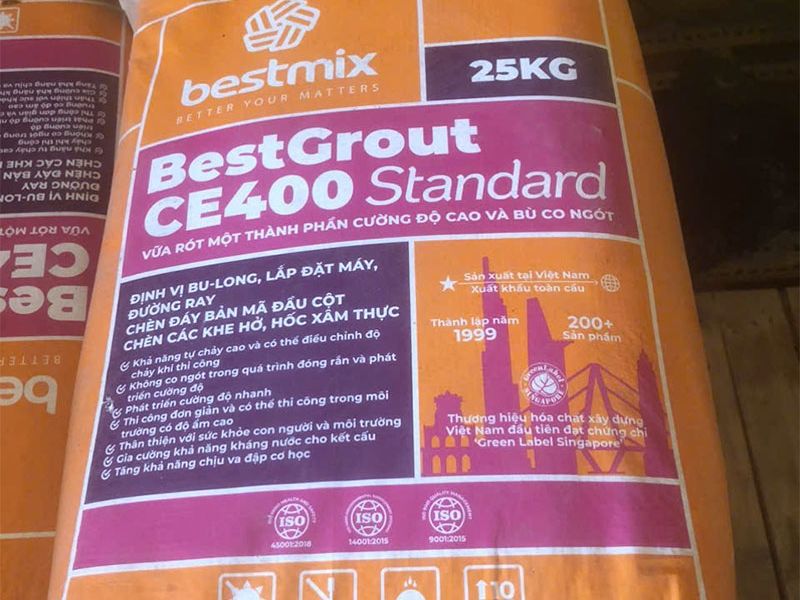 bestmix
BETTER YOUR MATTERS
25KG
BestGrout
CE400 Standard
VỮA RÓT MỘT THÀNH PHẦN CƯỜNG ĐỘ CAO VÀ BÙ CO NGÓT
ĐỊNH VỊ BU-LONG, LẮP ĐẶT MÁY,
ĐƯỜNG RAY
CHÈN ĐÁY BẢN MÃ ĐẦU CỘT
CHÈN CÁC KHE HỞ, HỐC XÂM THỰC
Khả năng tự chảy cao và có thể điều chỉnh độ
chảy khi thi công
Không co ngót trong quá trình đóng rắn và phát
triển cường độ
Phát triển cường độ nhanh
Thi công đơn giản và có thể thi công trong môi
trường có độ ẩm cao
Thân thiện với sức khỏe con người và môi trường
Gia cường khả năng kháng nước cho kết cấu
Tăng khả năng chịu va đập cơ học
Sản xuất tại Việt Nam
Xuất khẩu toàn cầu
Thành lập năm
1999
200+
Sản phẩm
Green Label
SINGAPORE
Thương hiệu hóa chất xây dựng
Việt Nam đầu tiên đạt chứng chỉ
'Green Label Singapore'
ISO
45001:2018
ISO
14001:2015
ISO
9001:2015
10